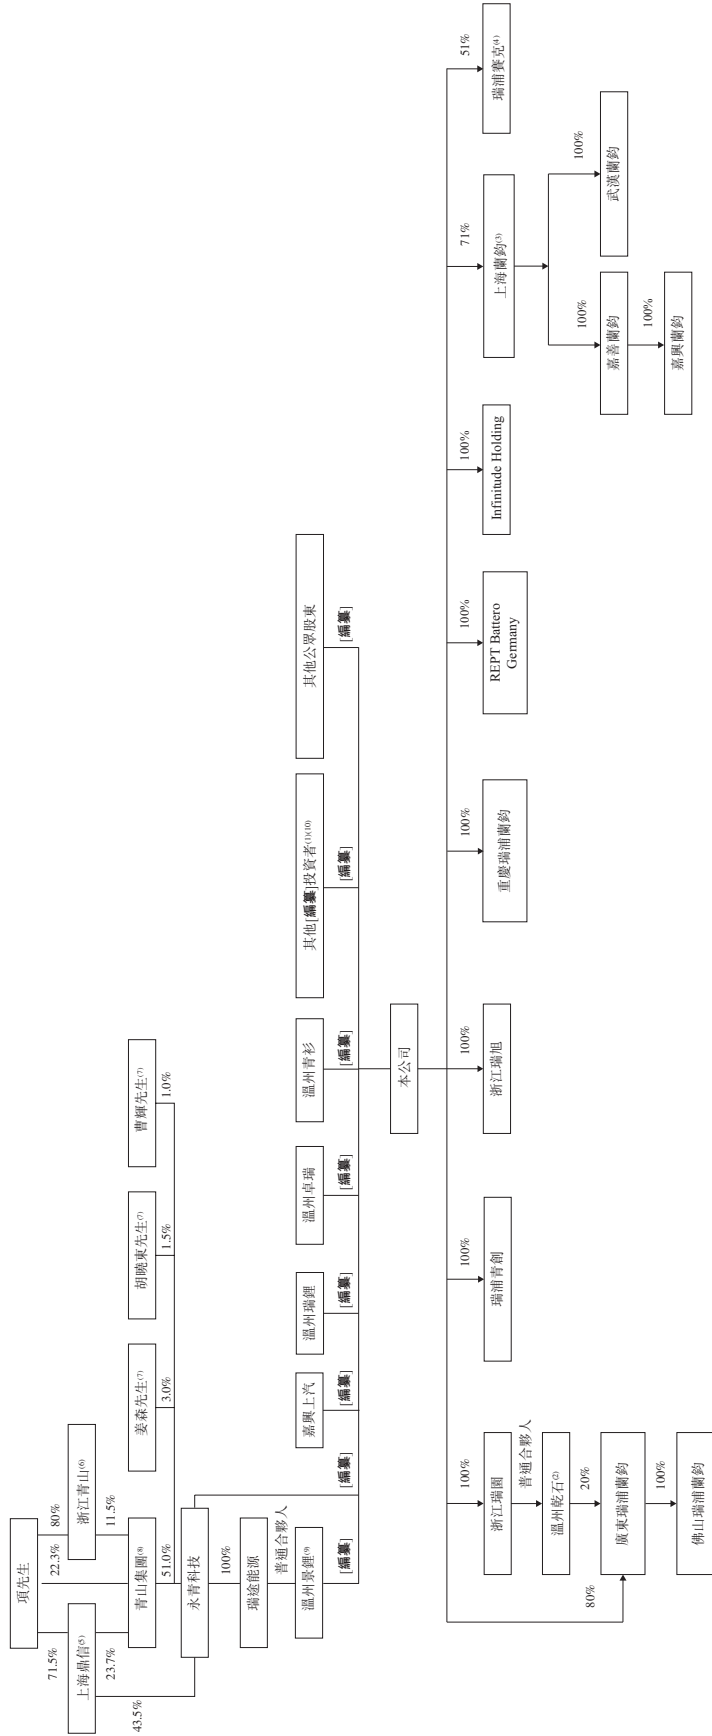 項先生
71.5%
22.3%
80%
上海鼎信(5)
浙江青山(6)
23.7%
11.5%
青山集團(8)
姜森先生(7)
胡曉東先生(7)
曹輝先生(7)
43.5%
51.0%
3.0%
1.5%
1.0%
永青科技
100%
瑞途能源
普通合夥人
溫州景鋰(9)
嘉興上汽
溫州瑞鋰
溫州卓瑞
溫州青衫
其他[編纂]投資者(1)(10)
其他公眾股東
[編纂]
[編纂]
[編纂]
[編纂]
[編纂]
[編纂]
[編纂]
[編纂]
本公司
80%
100%
100%
100%
100%
100%
100%
71%
51%
浙江瑞園
瑞浦青創
浙江瑞旭
重慶瑞浦蘭鈞
REPT Battero
Germany
Infinitude Holding
上海蘭鈞(3)
瑞浦賽克(4)
普通合夥人
溫州乾石(2)
20%
廣東瑞浦蘭鈞
100%
佛山瑞浦蘭鈞
100%
100%
嘉善蘭鈞
武漢蘭鈞
100%
嘉興蘭鈞